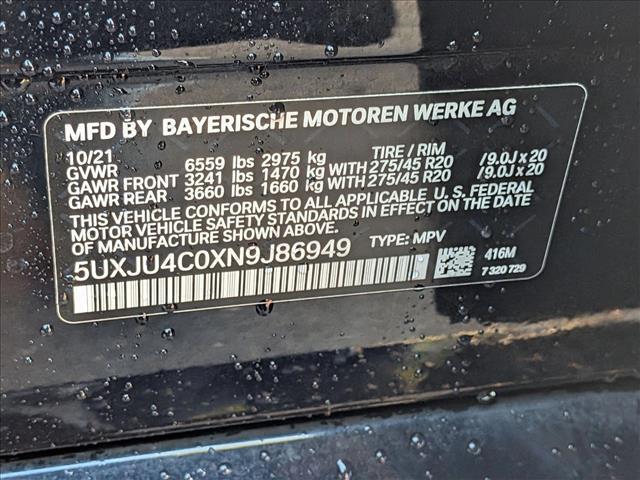 MFD BY BAYERISCHE MOTOREN WERKE AG
10/21 TIRE / RIM
GVWR 6559 lbs 2975 kg
GAWR FRONT 3241 lbs 1470 kg WITH 275/45 R20 /9.0J x 20
GAWR REAR 3660 lbs 1660 kg WITH 275/45 R20 /9.0J x 20
THIS VEHICLE CONFORMS TO ALL APPLICABLE U. S. FEDERAL
MOTOR VEHICLE SAFETY STANDARDS IN EFFECT ON THE DATE
OF MANUFACTURE SHOWN ABOVE.
5UXJU4C0XN9J86949 TYPE: MPV
416M
7 320 729